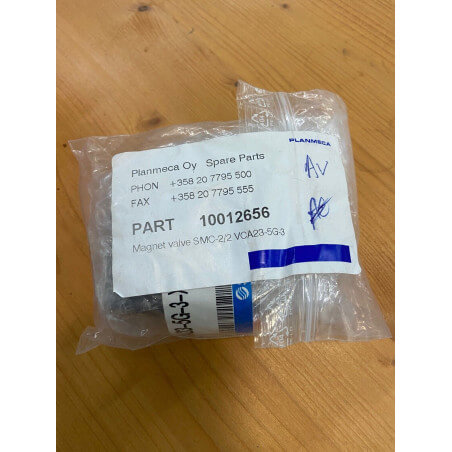 Planmeca Oy Spare Parts
PHON +358 20 7795 500
FAX +358 20 7795 555
PART 10012656
Magnet valve SMC-2/2 VCA23-5G-3
PLANMECA
AV